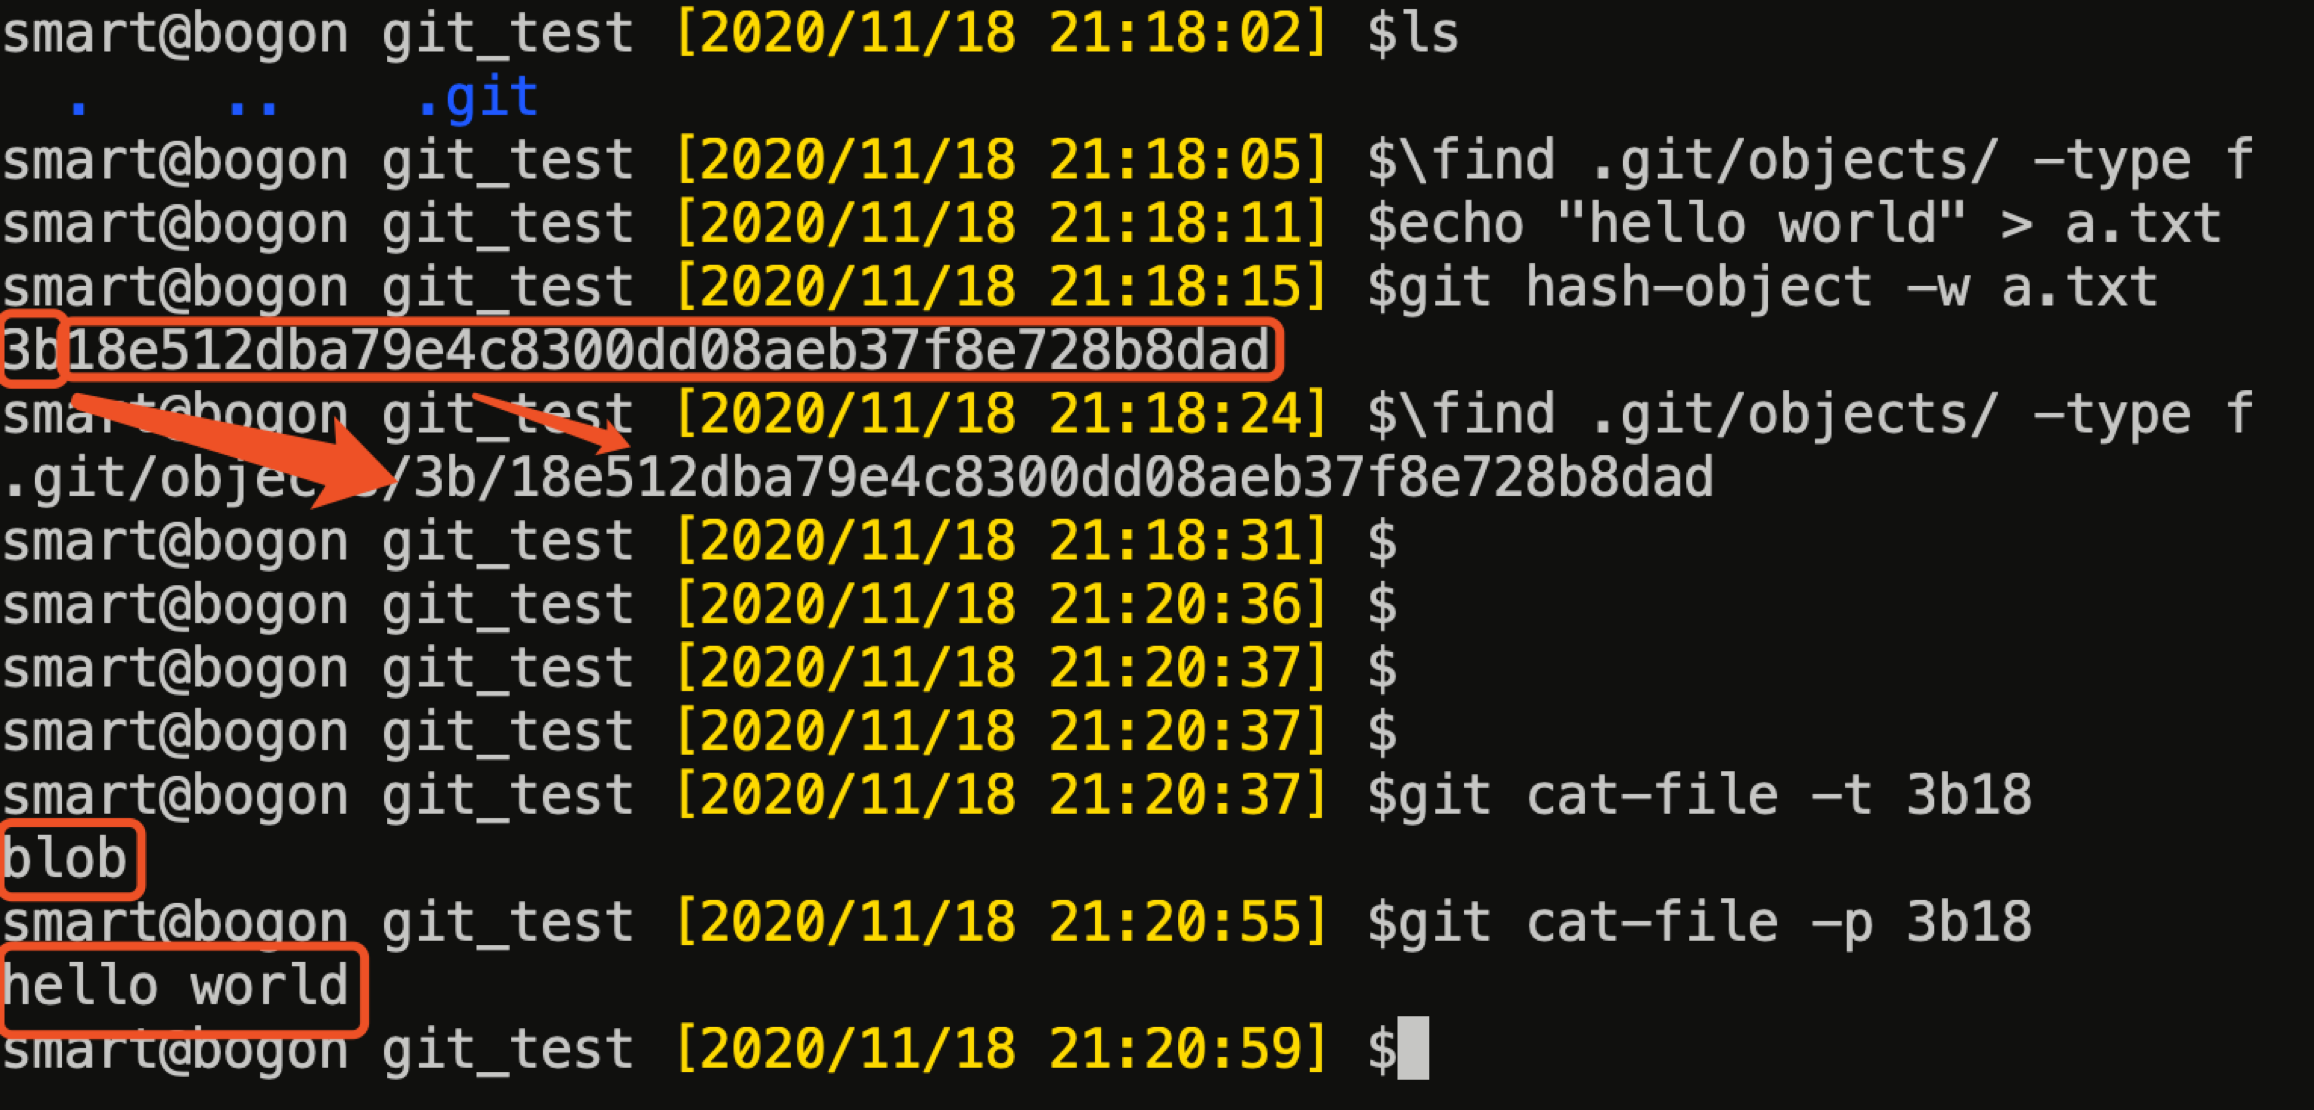 smart@bogon git_test [2020/11/18 21:18:02] $ls
. .. .git
smart@bogon git_test [2020/11/18 21:18:05] $\find .git/objects/ -type f
smart@bogon git_test [2020/11/18 21:18:11] $echo "hello world" > a.txt
smart@bogon git_test [2020/11/18 21:18:15] $git hash-object -w a.txt
3b18e512dba79e4c8300dd08aeb37f8e728b8dad
smart@bogon git_test [2020/11/18 21:18:24] $\find .git/objects/ -type f
.git/objects/3b/18e512dba79e4c8300dd08aeb37f8e728b8dad
smart@bogon git_test [2020/11/18 21:18:31] $
smart@bogon git_test [2020/11/18 21:20:36] $
smart@bogon git_test [2020/11/18 21:20:37] $
smart@bogon git_test [2020/11/18 21:20:37] $
smart@bogon git_test [2020/11/18 21:20:37] $git cat-file -t 3b18
blob
smart@bogon git_test [2020/11/18 21:20:55] $git cat-file -p 3b18
hello world
smart@bogon git_test [2020/11/18 21:20:59] $